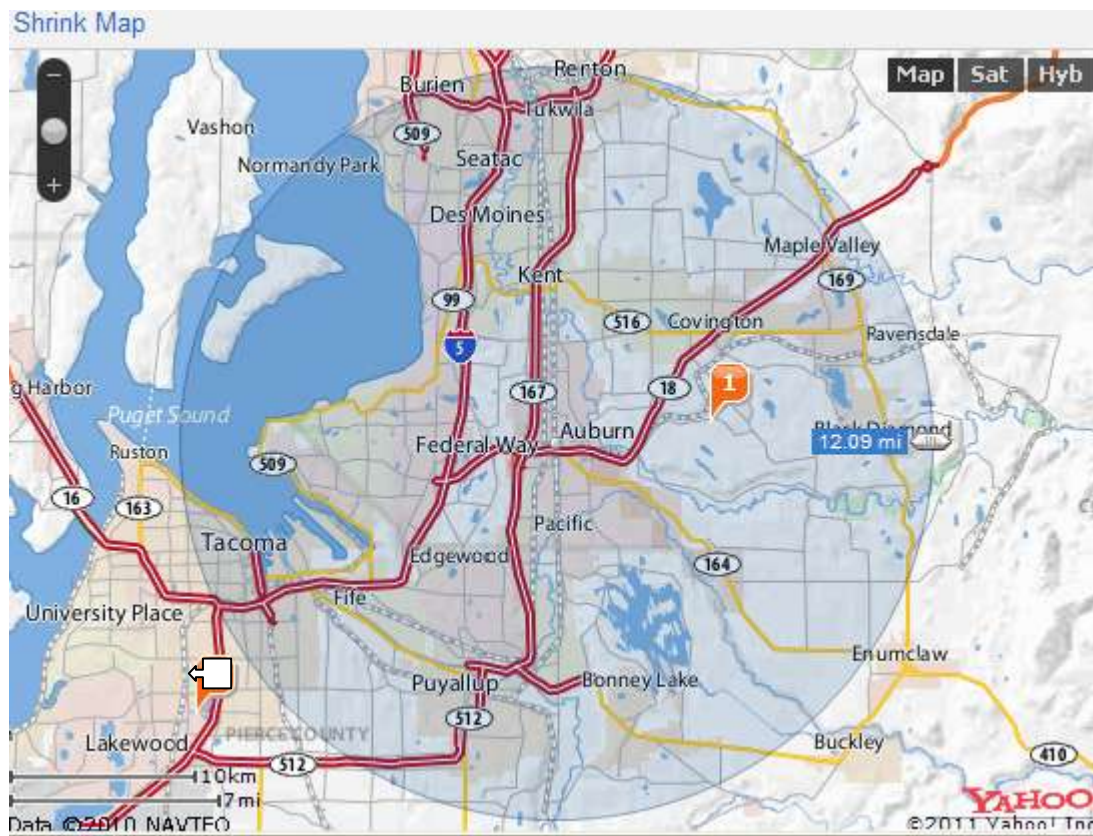 Shrink Map
Map Sat Hyb
Renton
Burien
Tukwila
Vashon
509
Normandy Park
Seatac
Des Moines
Maple Valley
Kent
169
99
516
Covington
Ravensdale
5
g Harbor
167
18
1
Puget Sound
Federal Way
Auburn
Black Diamond
12.09 mi
Ruston
509
16
163
Pacific
Tacoma
Edgewood
164
Fife
University Place
Enumclaw
Puyallup
Bonney Lake
512
Lakewood
PIERCE COUNTY
Buckley
512
410
10km
7mi
YAHOO
Data ©2010 NAVTEQ
©2011 Yahoo! Inc